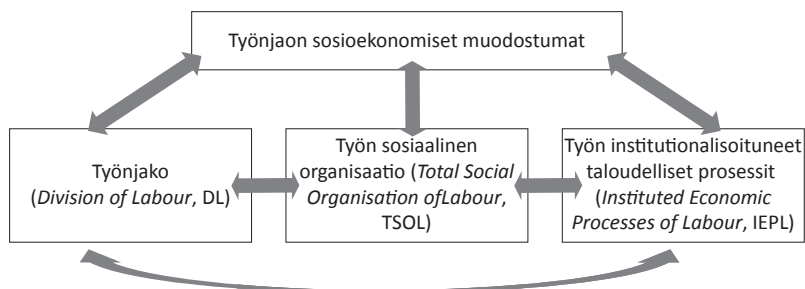 Työnjaon sosioekonomiset muodostumat
Työnjako
(Division of Labour, DL)
Työn sosiaalinen
organisaatio (Total Social
Organisation ofLabour,
TSOL)
Työn institutionalisoituneet
taloudelliset prosessit
(Instituted Economic
Processes of Labour, IEPL)